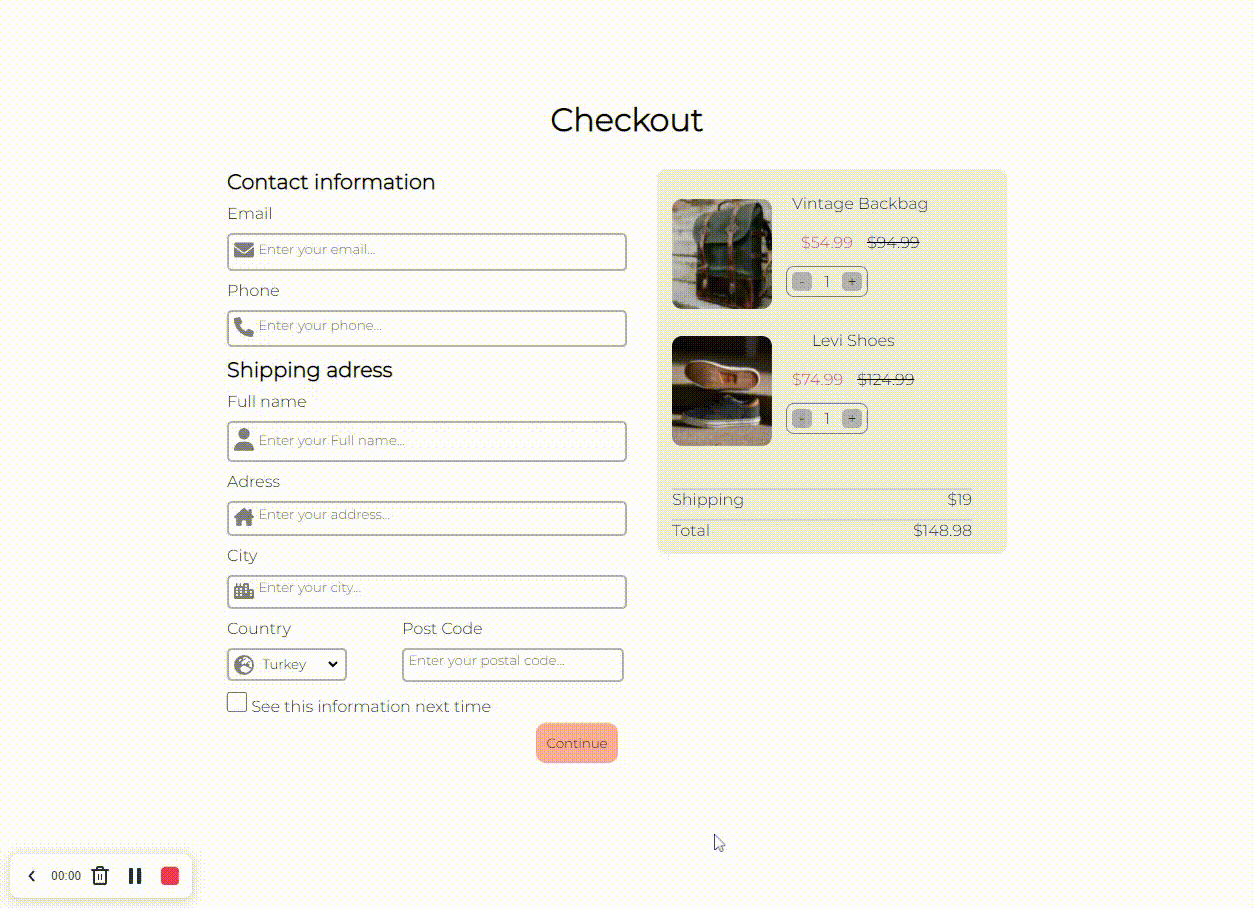 Checkout
Contact information
Email
Enter your email...
Phone
Enter your phone...
Shipping adress
Full name
Enter your Full name...
Adress
Enter your address...
City
Enter your city...
Country
Post Code
Turkey
Enter your postal code...
See this information next time
Continue
Vintage Backbag
$54.99 $94.99
- 1 +
Levi Shoes
$74.99 $124.99
- 1 +
Shipping $19
Total $148.98
00:00